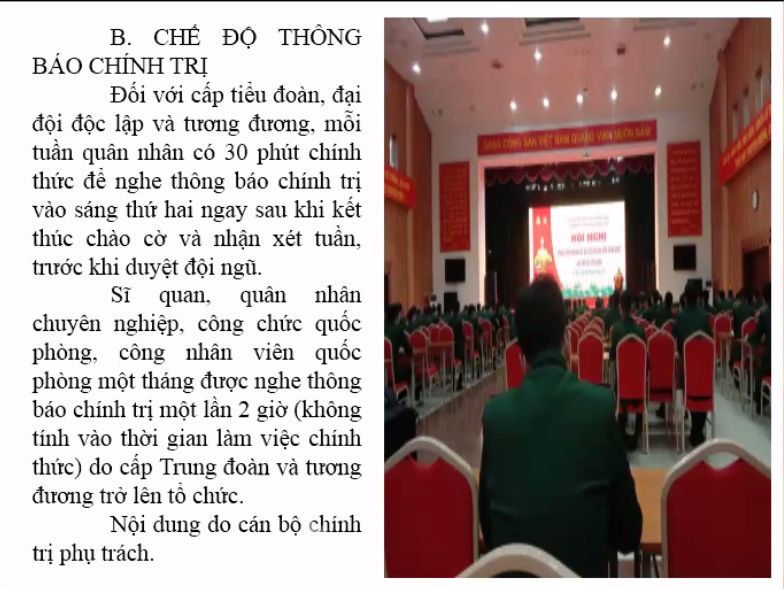 B. CHẾ ĐỘ THÔNG
BÁO CHÍNH TRỊ
Đối với cấp tiểu đoàn, đại
đội độc lập và tương đương, mỗi
tuần quân nhân có 30 phút chính
thức để nghe thông báo chính trị
vào sáng thứ hai ngay sau khi kết
thúc chào cờ và nhận xét tuần,
trước khi duyệt đội ngũ.
Sĩ quan, quân nhân
chuyên nghiệp, công chức quốc
phòng, công nhân viên quốc
phòng một tháng được nghe thông
báo chính trị một lần 2 giờ (không
tính vào thời gian làm việc chính
thức) do cấp Trung đoàn và tương
đương trở lên tổ chức.
Nội dung do cán bộ chính
trị phụ trách.
ĐẢNG CỘNG SẢN VIỆT NAM QUANG VINH MUÔN NĂM
HỘI NGHỊ